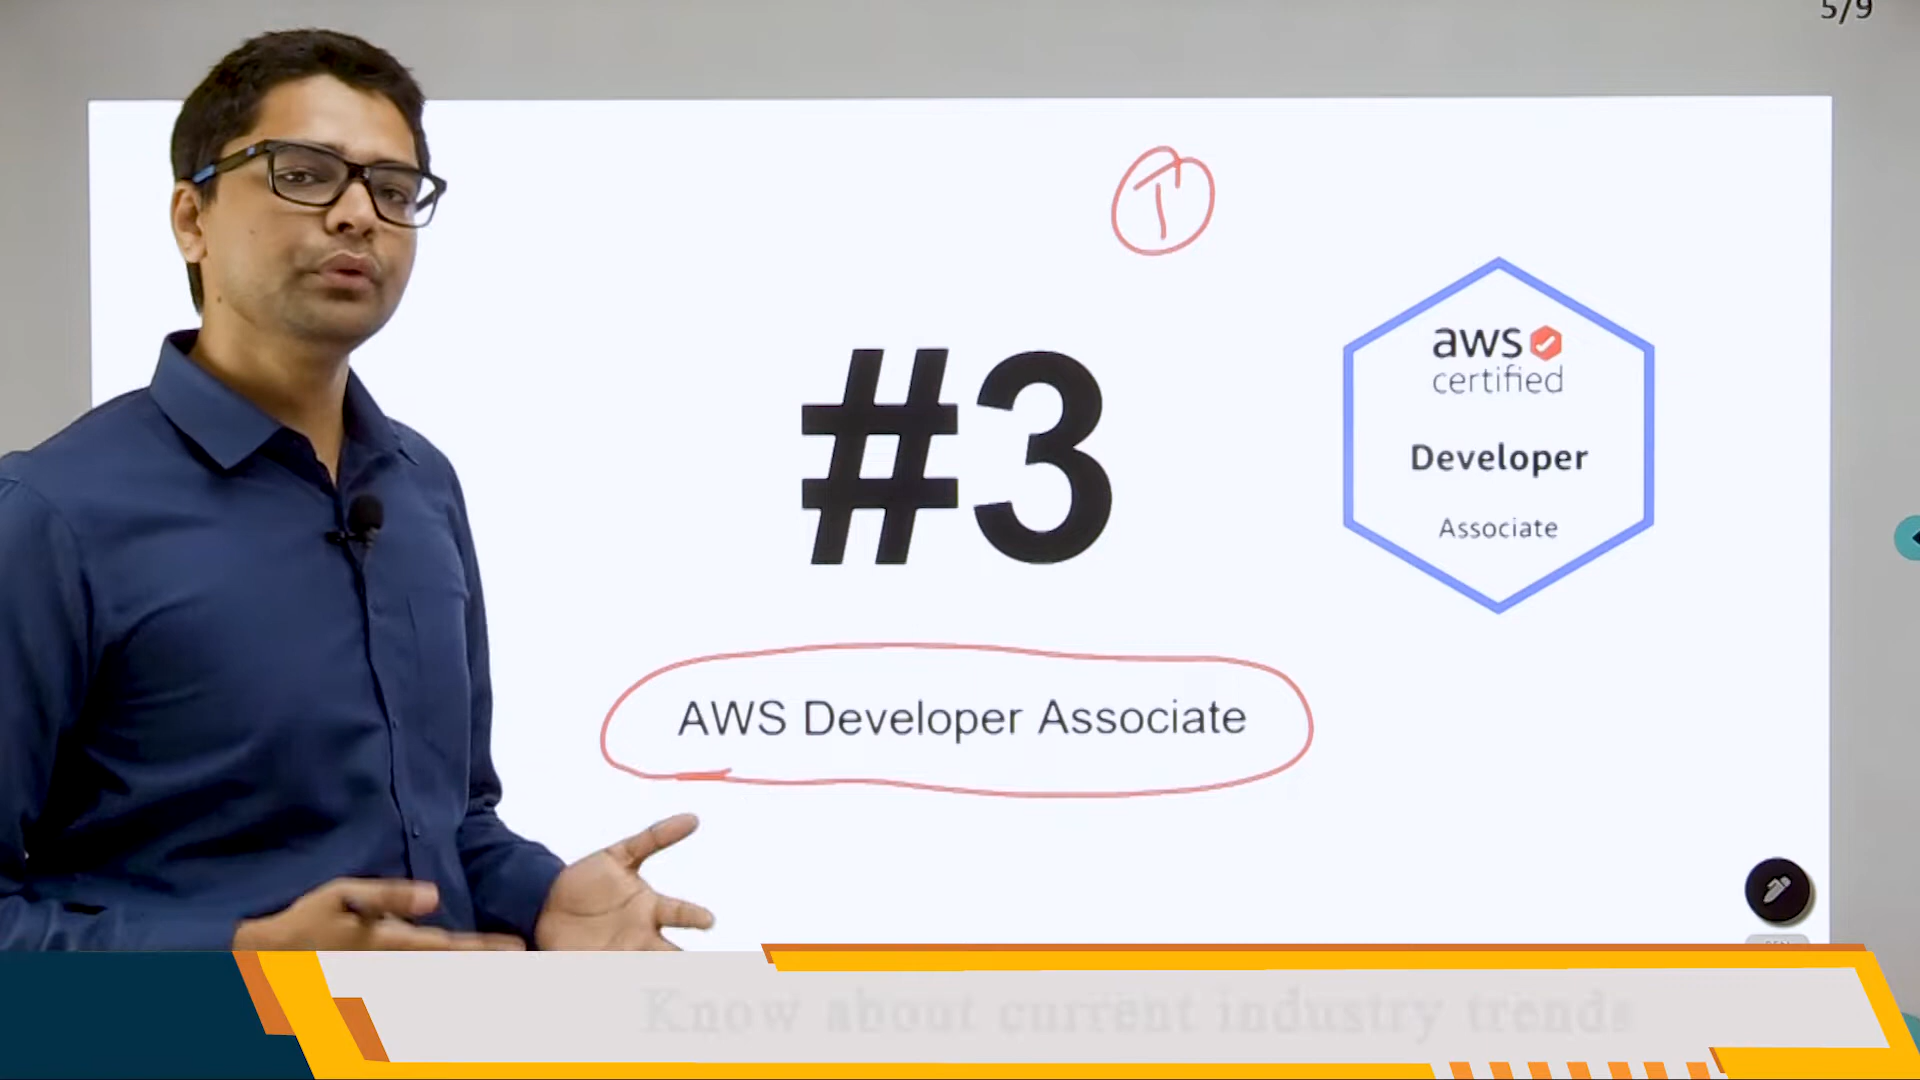 5/9
T
#3
aws
certified
Developer
Associate
AWS Developer Associate
Know about current industry trends